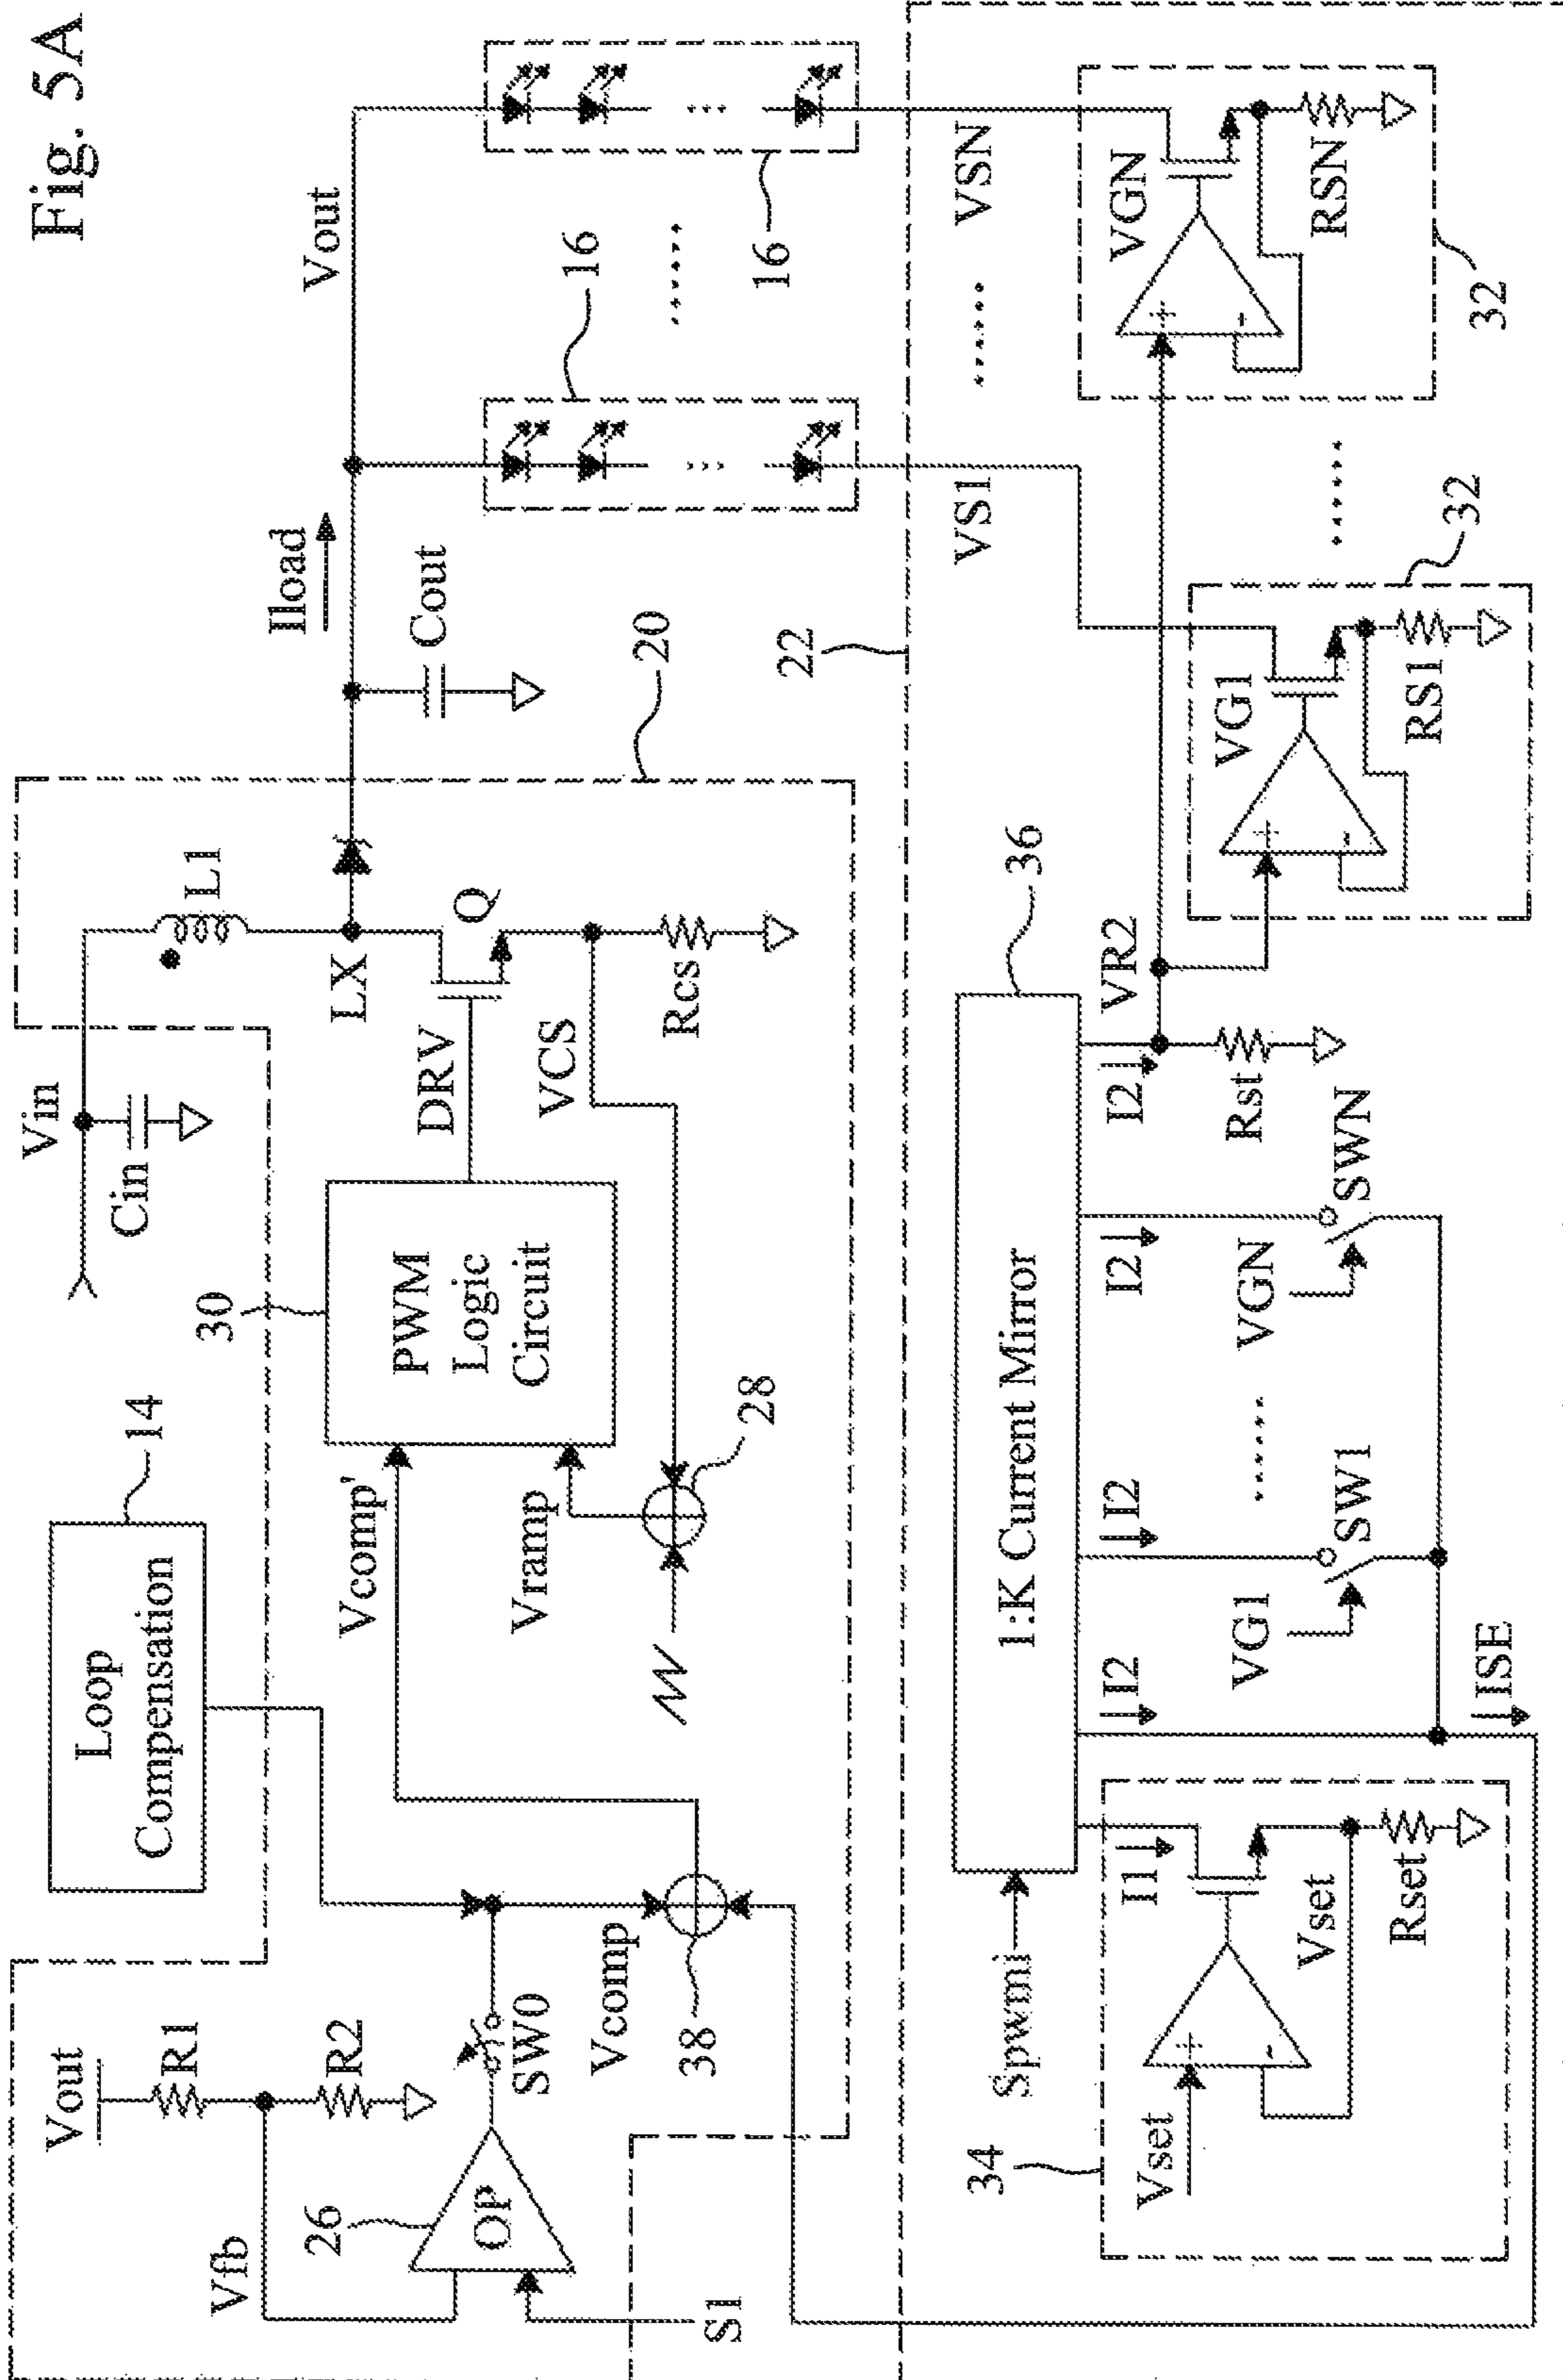 Fig. 5A
Vout
R1
R2
Vfb
26
OP
S1
SW0
Loop
Compensation
14
Vin
Cin
L1
LX
30
PWM
Logic
Circuit
DRV
Q
VCS
Rcs
Vcomp'
Vramp
28
Vcomp
38
20
Iload
Cout
Vout
16
......
16
22
VS1
......
VSN
Spwmi
1:K Current Mirror
36
34
Vset
I1
Vset
Rset
I2
I2
I2
I2
VG1
SW1
......
VGN
SWN
ISE
Rst
VR2
+
-
+
-
VG1
RS1
32
......
+
-
VGN
RSN
32